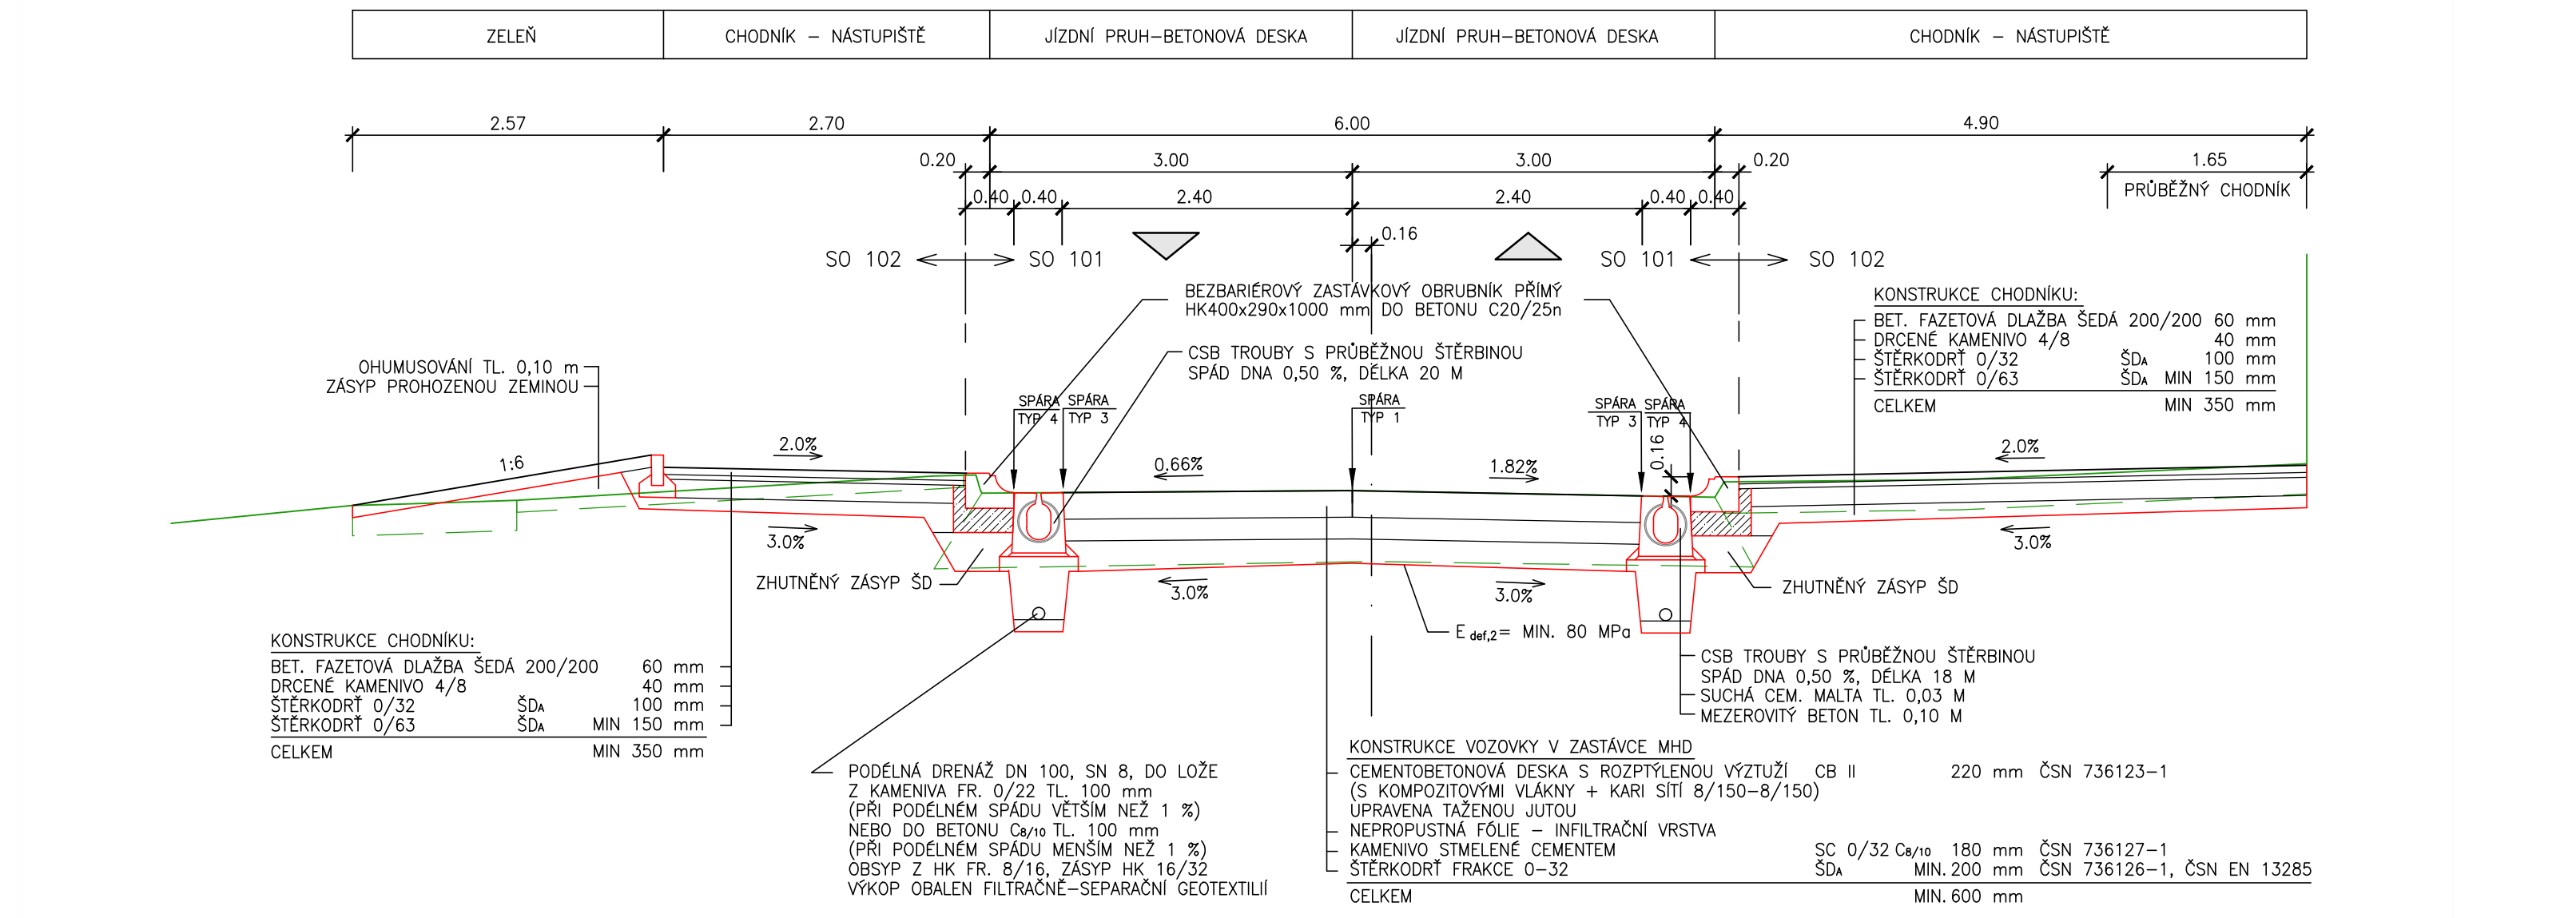 ZELEŇ
CHODNÍK – NÁSTUPIŠTĚ
JÍZDNÍ PRUH–BETONOVÁ DESKA
JÍZDNÍ PRUH–BETONOVÁ DESKA
CHODNÍK – NÁSTUPIŠTĚ
2.57
2.70
6.00
4.90
0.20
3.00
3.00
0.20
1.65
0.40
0.40
2.40
2.40
0.40
0.40
PRŮBĚŽNÝ CHODNÍK
0.16
SO 102
SO 101
SO 101
SO 102
BEZBARIÉROVÝ ZASTÁVKOVÝ OBRUBNÍK PŘÍMÝ
HK400x290x1000 mm DO BETONU C20/25n
CSB TROUBY S PRŮBĚŽNOU ŠTĚRBINOU
SPÁD DNA 0,50 %, DÉLKA 20 M
KONSTRUKCE CHODNÍKU:
BET. FAZETOVÁ DLAŽBA ŠEDÁ 200/200 60 mm
DRCENÉ KAMENIVO 4/8 40 mm
ŠTĚRKODRŤ 0/32 ŠDA 100 mm
ŠTĚRKODRŤ 0/63 ŠDA MIN 150 mm
CELKEM MIN 350 mm
OHUMUSOVÁNÍ TL. 0,10 m
ZÁSYP PROHOZENOU ZEMINOU
SPÁRA
TYP 4
SPÁRA
TYP 3
SPÁRA
TYP 1
SPÁRA
TYP 3
SPÁRA
TYP 4
0.16
1:6
2.0%
0.66%
1.82%
2.0%
3.0%
3.0%
3.0%
3.0%
ZHUTNĚNÝ ZÁSYP ŠD
ZHUTNĚNÝ ZÁSYP ŠD
E def,2= MIN. 80 MPa
KONSTRUKCE CHODNÍKU:
BET. FAZETOVÁ DLAŽBA ŠEDÁ 200/200 60 mm
DRCENÉ KAMENIVO 4/8 40 mm
ŠTĚRKODRŤ 0/32 ŠDA 100 mm
ŠTĚRKODRŤ 0/63 ŠDA MIN 150 mm
CELKEM MIN 350 mm
CSB TROUBY S PRŮBĚŽNOU ŠTĚRBINOU
SPÁD DNA 0,50 %, DÉLKA 18 M
SUCHÁ CEM. MALTA TL. 0,03 M
MEZEROVITÝ BETON TL. 0,10 M
PODÉLNÁ DRENÁŽ DN 100, SN 8, DO LOŽE
Z KAMENIVA FR. 0/22 TL. 100 mm
(PŘI PODÉLNÉM SPÁDU VĚTŠÍM NEŽ 1 %)
NEBO DO BETONU C8/10 TL. 100 mm
(PŘI PODÉLNÉM SPÁDU MENŠÍM NEŽ 1 %)
OBSYP Z HK FR. 8/16, ZÁSYP HK 16/32
VÝKOP OBALEN FILTRAČNĚ–SEPARAČNÍ GEOTEXTILIÍ
KONSTRUKCE VOZOVKY V ZASTÁVCE MHD
CEMENTOBETONOVÁ DESKA S ROZPTÝLENOU VÝZTUŽÍ CB II 220 mm ČSN 736123–1
(S KOMPOZITOVÝMI VLÁKNY + KARI SÍTÍ 8/150–8/150)
UPRAVENA TAŽENOU JUTOU
NEPROPUSTNÁ FÓLIE – INFILTRAČNÍ VRSTVA
KAMENIVO STMELENÉ CEMENTEM SC 0/32 C8/10 180 mm ČSN 736127–1
ŠTĚRKODRŤ FRAKCE 0–32 ŠDA MIN. 200 mm ČSN 736126–1, ČSN EN 13285
CELKEM MIN. 600 mm